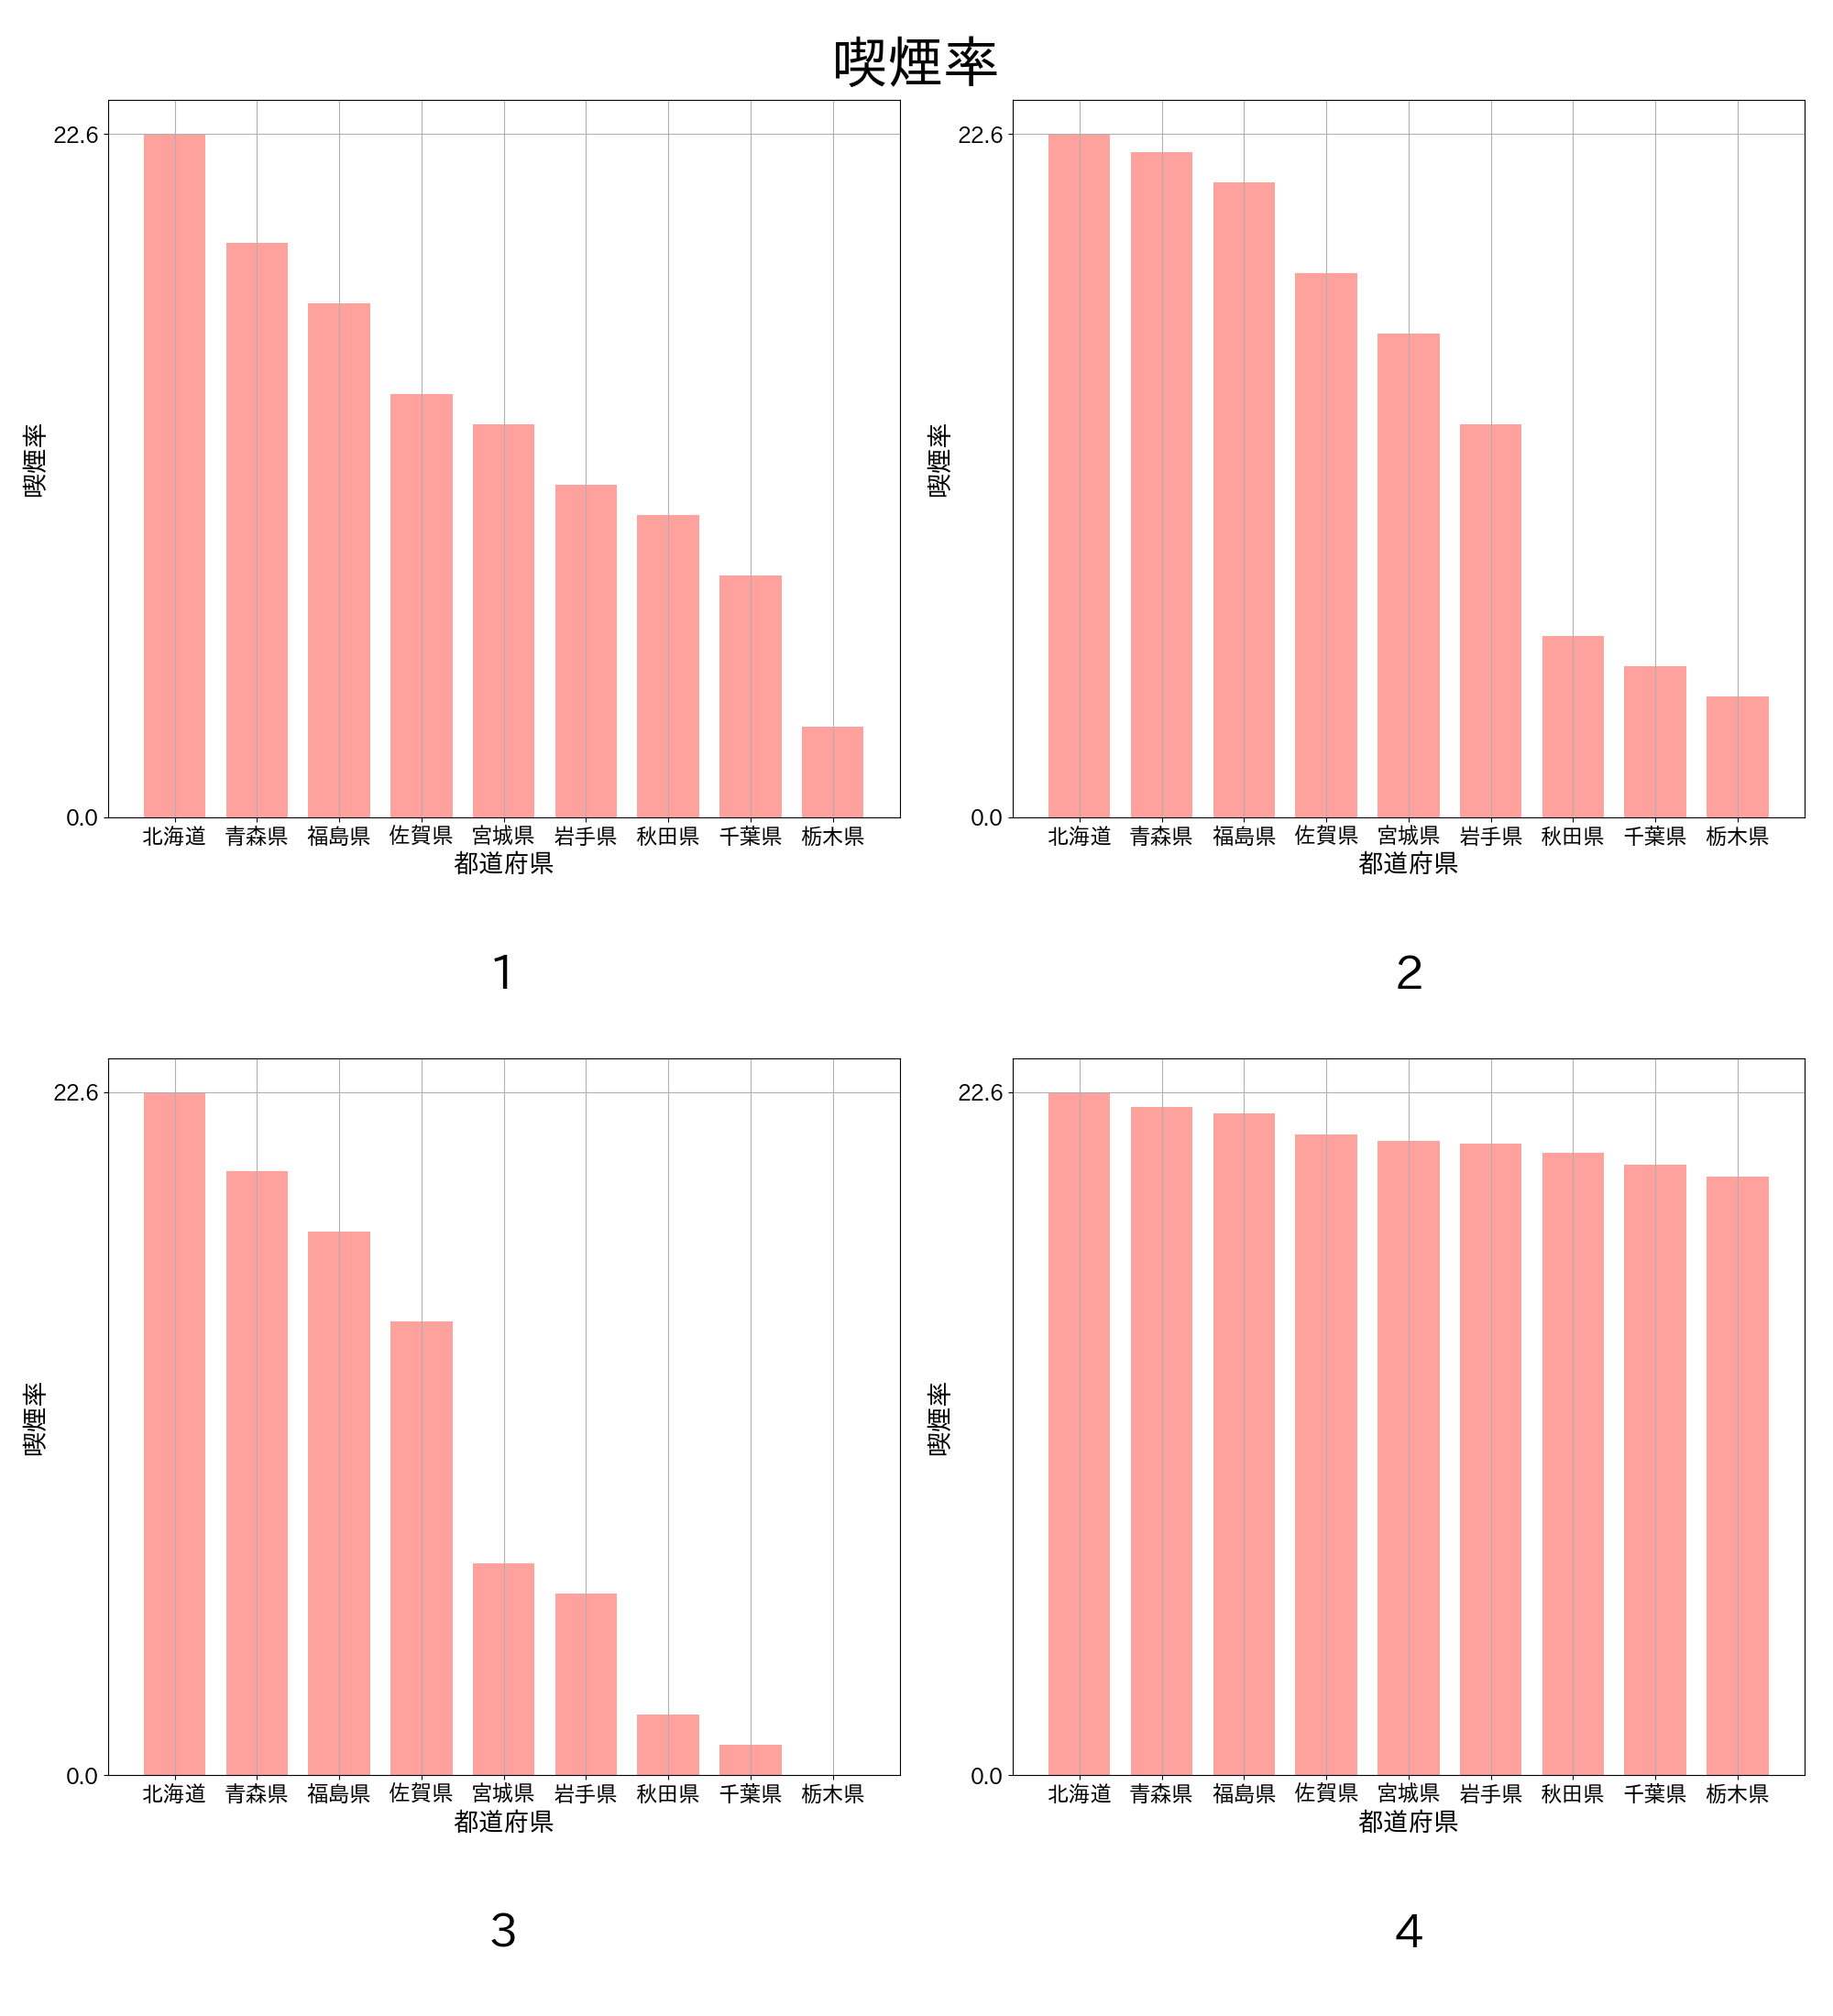 喫煙率
22.6
0.0
喫煙率
北海道 青森県 福島県 佐賀県 宮城県 岩手県 秋田県 千葉県 栃木県
都道府県
1
22.6
0.0
喫煙率
北海道 青森県 福島県 佐賀県 宮城県 岩手県 秋田県 千葉県 栃木県
都道府県
2
22.6
0.0
喫煙率
北海道 青森県 福島県 佐賀県 宮城県 岩手県 秋田県 千葉県 栃木県
都道府県
3
22.6
0.0
喫煙率
北海道 青森県 福島県 佐賀県 宮城県 岩手県 秋田県 千葉県 栃木県
都道府県
4